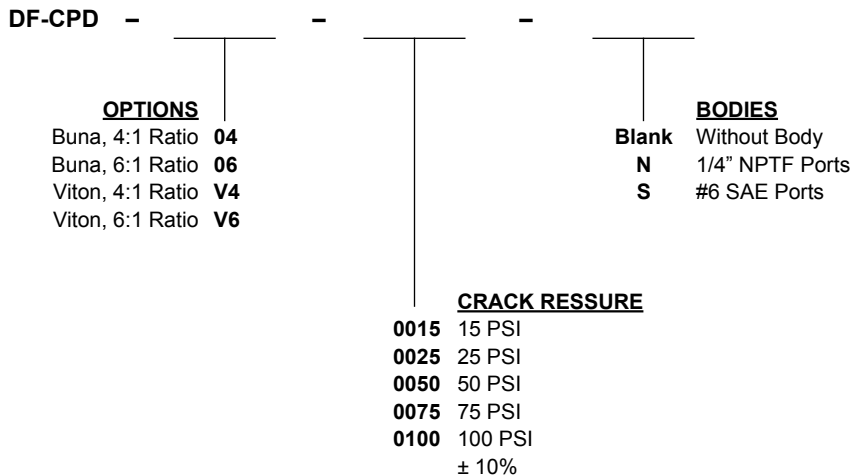 DF-CPD – – –
OPTIONS
Buna, 4:1 Ratio 04
Buna, 6:1 Ratio 06
Viton, 4:1 Ratio V4
Viton, 6:1 Ratio V6
BODIES
Blank Without Body
N 1/4” NPTF Ports
S #6 SAE Ports
CRACK RESSURE
0015 15 PSI
0025 25 PSI
0050 50 PSI
0075 75 PSI
0100 100 PSI
± 10%